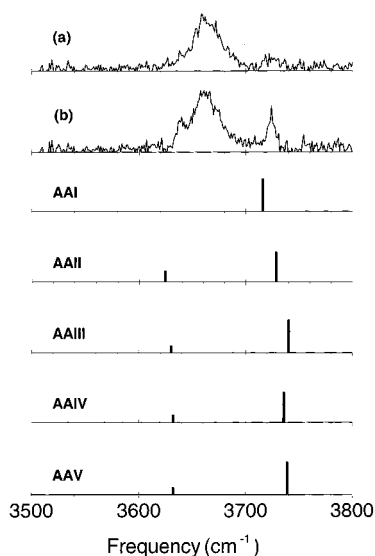 (a)
(b)
AAI
AAII
AAIII
AAIV
AAV
3500 3600 3700 3800
Frequency (cm⁻¹)